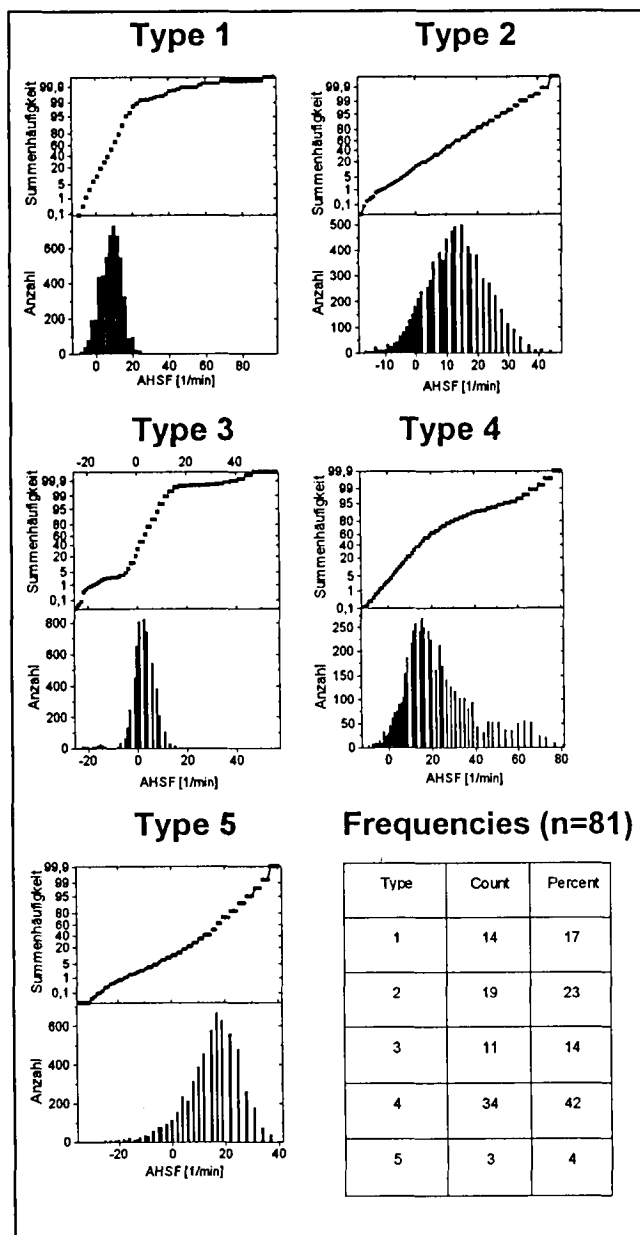 Type 1
Summenhäufigkeit
99,9
99
95
80
60
40
20
5
1
0,1
Anzahl
600
400
200
0
0 20 40 60 80 100
AHSF [1/min]
Type 2
Summenhäufigkeit
99,9
99
95
80
60
40
20
5
1
0,1
Anzahl
500
400
300
200
100
0
-10 0 10 20 30 40
AHSF [1/min]
Type 3
-20 0 20 40
Summenhäufigkeit
99,9
99
95
80
60
40
20
5
1
0,1
Anzahl
800
600
400
200
0
-20 0 20 40
AHSF [1/min]
Type 4
Summenhäufigkeit
99,9
99
95
80
60
40
20
5
1
0,1
Anzahl
250
200
150
100
50
0
0 20 40 60 80
AHSF [1/min]
Type 5
Summenhäufigkeit
99,9
99
95
80
60
40
20
5
1
0,1
Anzahl
600
400
200
0
-20 0 20 40
AHSF [1/min]
Frequencies (n=81)
Type Count Percent
1 14 17
2 19 23
3 11 14
4 34 42
5 3 4